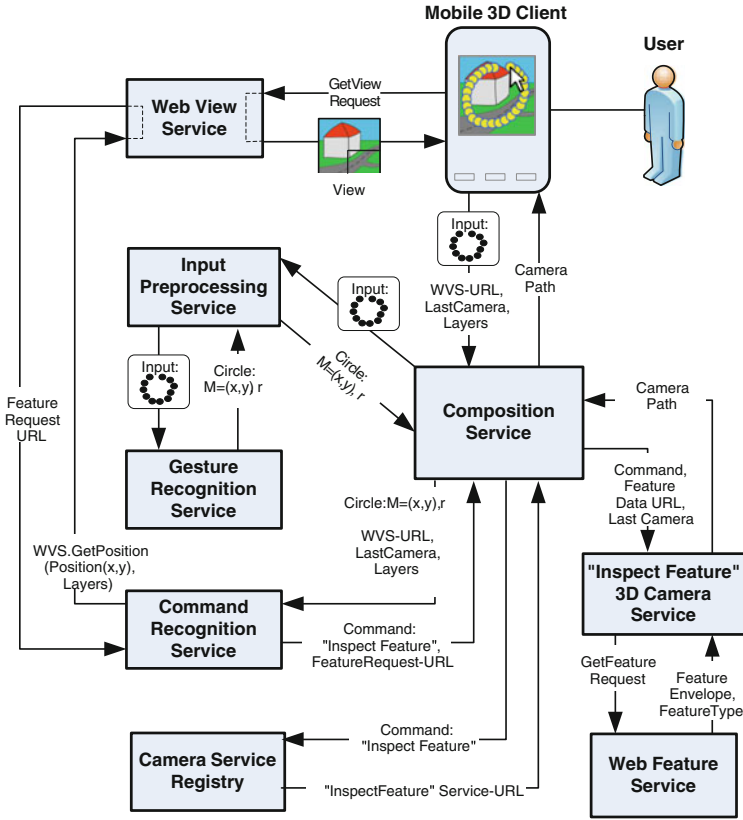 Mobile 3D Client
User
Web View
Service
GetView
Request
View
Input:
WVS-URL,
LastCamera,
Layers
Camera
Path
Input
Preprocessing
Service
Input:
Circle:
M=(x,y), r
Input:
Circle:
M=(x,y) r
Feature
Request
URL
Gesture
Recognition
Service
Composition
Service
Camera
Path
Command,
Feature
Data URL,
Last Camera
Circle:M=(x,y),r
WVS-URL,
LastCamera,
Layers
WVS.GetPosition
(Position(x,y),
Layers)
Command
Recognition
Service
Command:
"Inspect Feature",
FeatureRequest-URL
"Inspect Feature"
3D Camera
Service
GetFeature
Request
Feature
Envelope,
FeatureType
Camera Service
Registry
Command:
"Inspect Feature"
"InspectFeature" Service-URL
Web Feature
Service